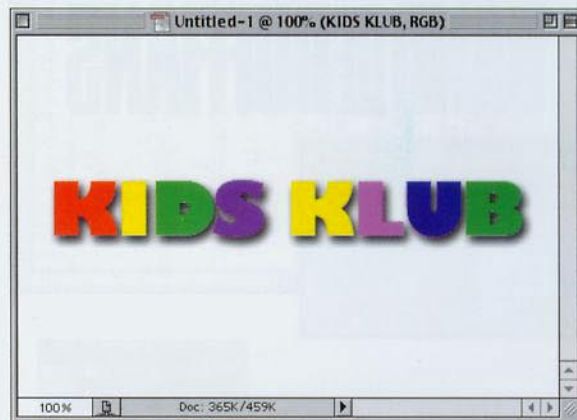 Untitled-1 @ 100% (KIDS KLUB, RGB)
KIDS KLUB
100% Doc: 365K/459K